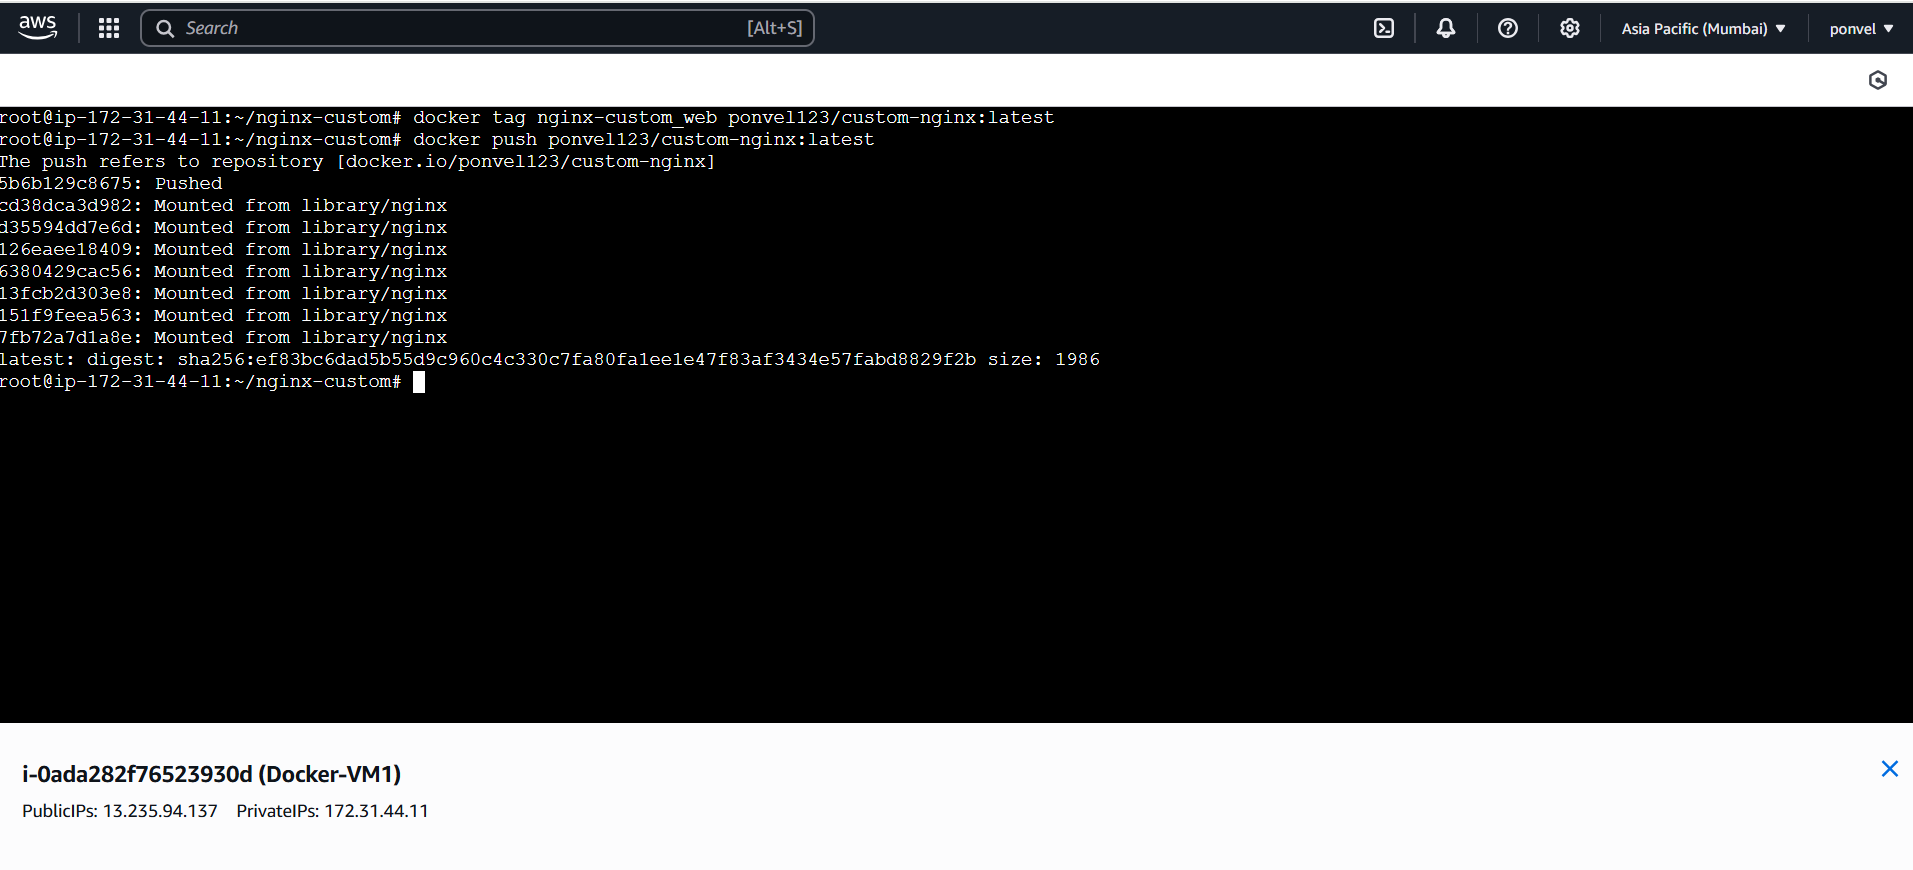 aws
Search [Alt+S]
Asia Pacific (Mumbai)
ponvel
root@ip-172-31-44-11:~/nginx-custom# docker tag nginx-custom_web ponvel123/custom-nginx:latest
root@ip-172-31-44-11:~/nginx-custom# docker push ponvel123/custom-nginx:latest
The push refers to repository [docker.io/ponvel123/custom-nginx]
5b6b129c8675: Pushed
cd38dca3d982: Mounted from library/nginx
d35594dd7e6d: Mounted from library/nginx
126eaee18409: Mounted from library/nginx
6380429cac56: Mounted from library/nginx
13fcb2d303e8: Mounted from library/nginx
151f9feea563: Mounted from library/nginx
7fb72a7d1a8e: Mounted from library/nginx
latest: digest: sha256:ef83bc6dad5b55d9c960c4c330c7fa80fa1ee1e47f83af3434e57fabd8829f2b size: 1986
root@ip-172-31-44-11:~/nginx-custom#
i-0ada282f76523930d (Docker-VM1)
PublicIPs: 13.235.94.137 PrivateIPs: 172.31.44.11